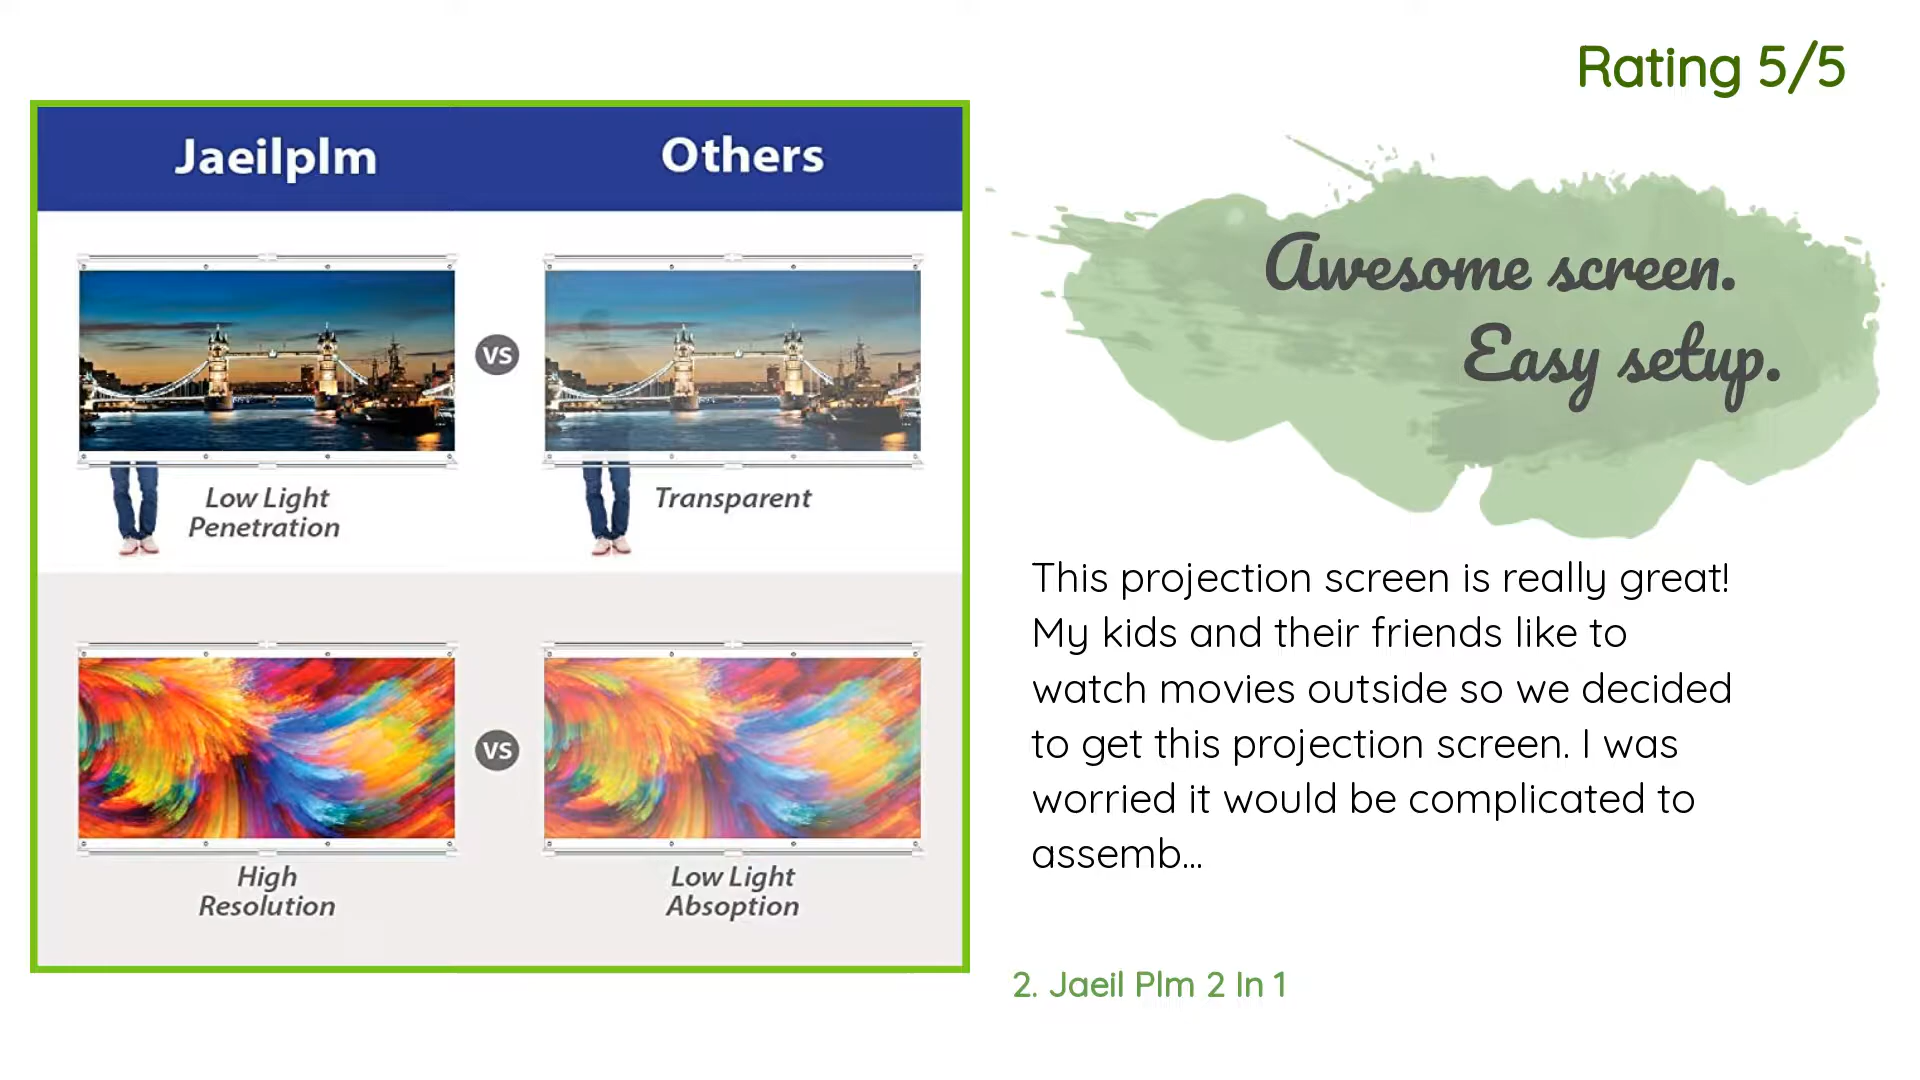 Rating 5/5
Jaeilplm
Others
VS
Low Light
Penetration
Transparent
VS
High
Resolution
Low Light
Absoption
Awesome screen.
Easy setup.
This projection screen is really great!
My kids and their friends like to
watch movies outside so we decided
to get this projection screen. I was
worried it would be complicated to
assemb...
2. Jaeil Plm 2 In 1